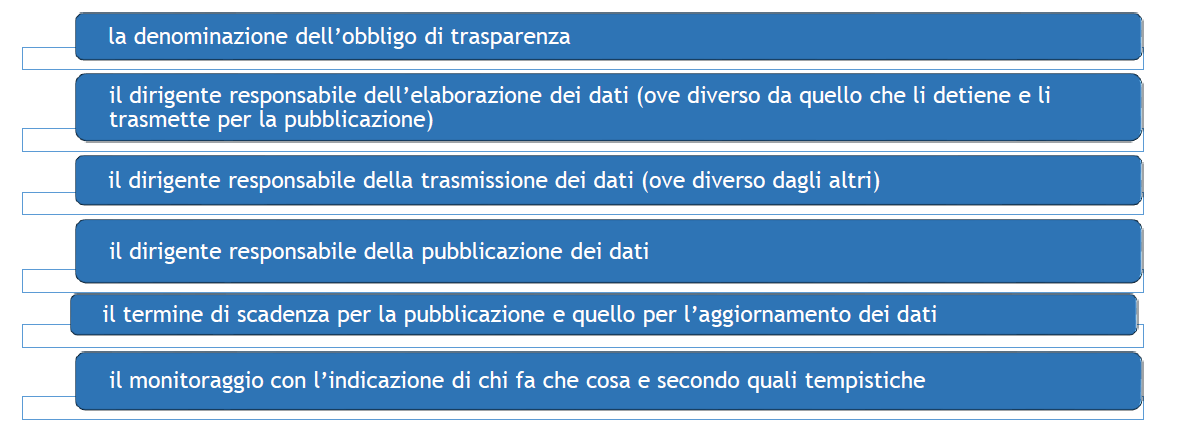 la denominazione dell’obbligo di trasparenza
il dirigente responsabile dell’elaborazione dei dati (ove diverso da quello che li detiene e li
trasmette per la pubblicazione)
il dirigente responsabile della trasmissione dei dati (ove diverso dagli altri)
il dirigente responsabile della pubblicazione dei dati
il termine di scadenza per la pubblicazione e quello per l’aggiornamento dei dati
il monitoraggio con l’indicazione di chi fa che cosa e secondo quali tempistiche